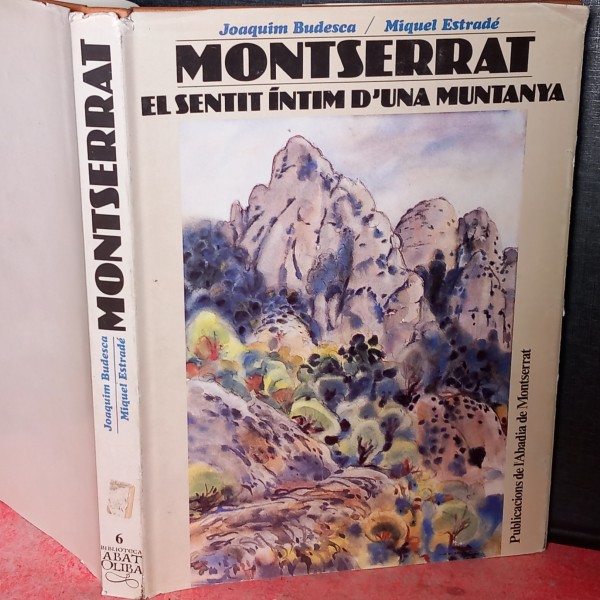 Joaquim Budesca / Miquel Estradé
MONTSERRAT
EL SENTIT ÍNTIM D'UNA MUNTANYA
Publicacions de l'Abadia de Montserrat
MONTSERRAT
Joaquim Budesca
Miquel Estradé
6
BIBLIOTECA
ABAT
OLIBA